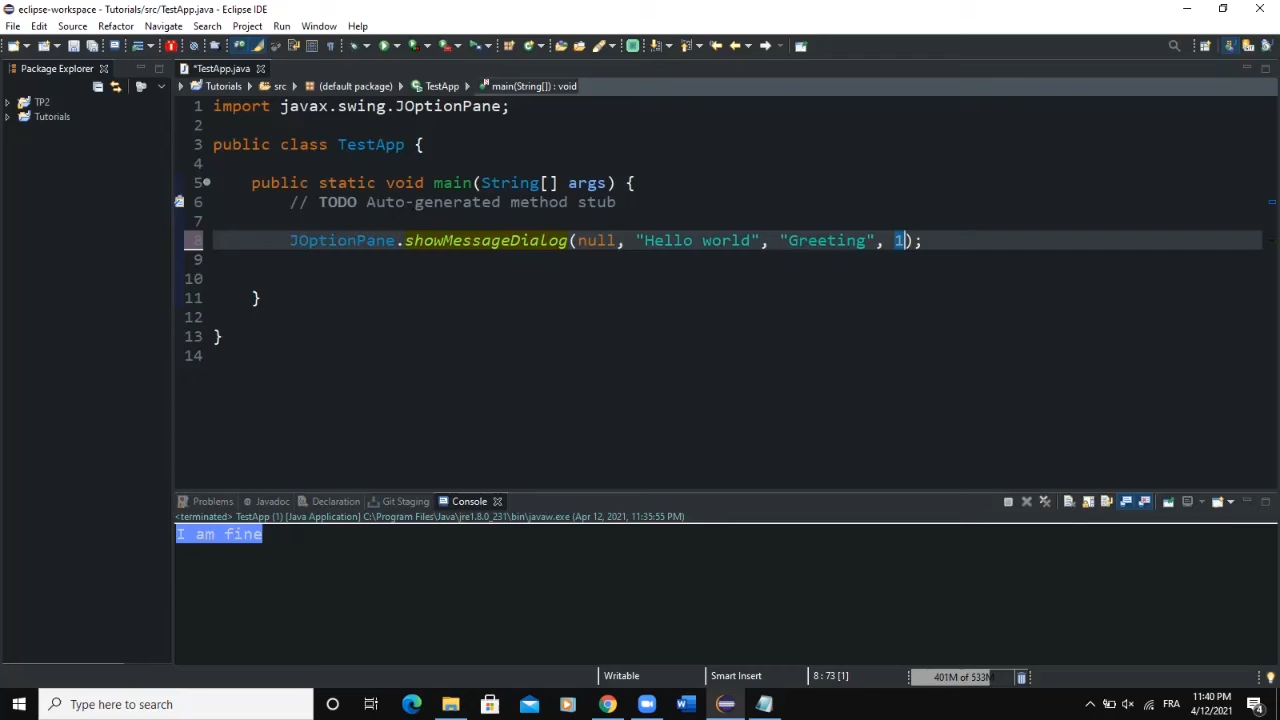 eclipse-workspace - Tutorials/src/TestApp.java - Eclipse IDE
File Edit Source Refactor Navigate Search Project Run Window Help
Package Explorer
*TestApp.java
Tutorials src (default package) TestApp main(String[]) : void
TP2
Tutorials
1 import javax.swing.JOptionPane;
2
3 public class TestApp {
4
5 public static void main(String[] args) {
6 // TODO Auto-generated method stub
7
8 JOptionPane.showMessageDialog(null, "Hello world", "Greeting", 1);
9
10
11 }
12
13 }
14
Problems Javadoc Declaration Git Staging Console
<terminated> TestApp (1) [Java Application] C:\Program Files\Java\jre1.8.0_231\bin\javaw.exe (Apr 12, 2021, 11:35:55 PM)
I am fine
Writable Smart Insert 8 : 73 [1] 401M of 533M
Type here to search
FRA
11:40 PM
4/12/2021
4